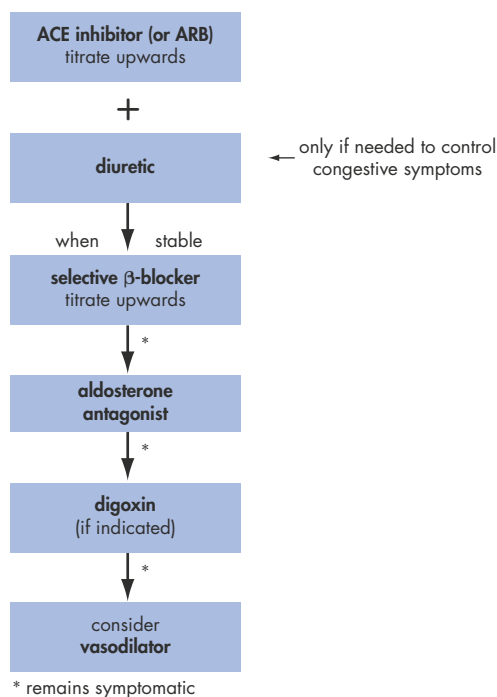 ACE inhibitor (or ARB)
titrate upwards
+
diuretic
only if needed to control
congestive symptoms
when stable
selective β-blocker
titrate upwards
*
aldosterone
antagonist
*
digoxin
(if indicated)
*
consider
vasodilator
* remains symptomatic